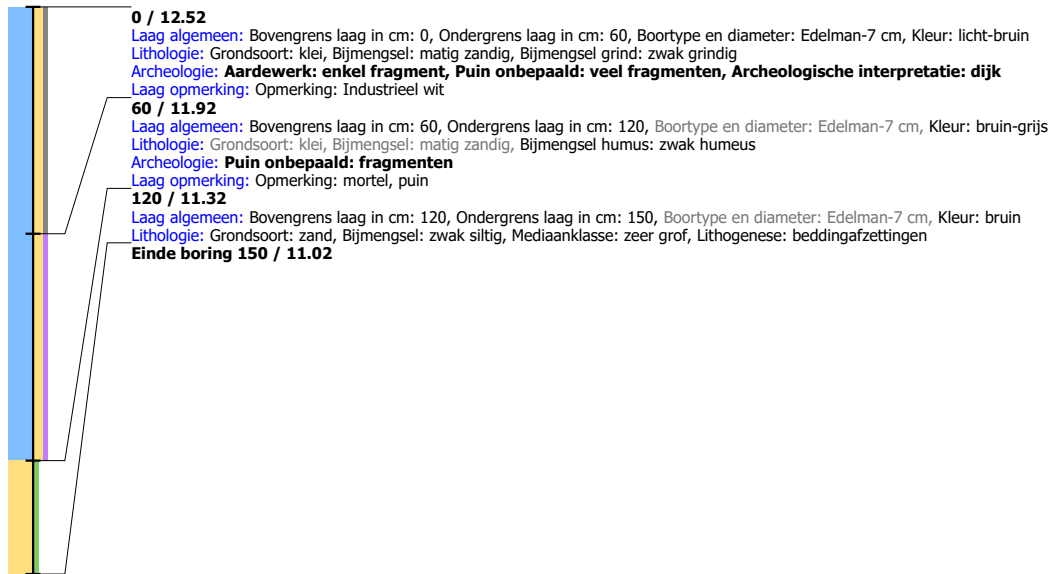 0 / 12.52
Laag algemeen: Bovengrens laag in cm: 0, Ondergrens laag in cm: 60, Boortype en diameter: Edelman-7 cm, Kleur: licht-bruin
Lithologie: Grondsoort: klei, Bijmengsel: matig zandig, Bijmengsel grind: zwak grindig
Archeologie: Aardewerk: enkel fragment, Puin onbepaald: veel fragmenten, Archeologische interpretatie: dijk
Laag opmerking: Opmerking: Industrieel wit
60 / 11.92
Laag algemeen: Bovengrens laag in cm: 60, Ondergrens laag in cm: 120, Boortype en diameter: Edelman-7 cm, Kleur: bruin-grijs
Lithologie: Grondsoort: klei, Bijmengsel: matig zandig, Bijmengsel humus: zwak humeus
Archeologie: Puin onbepaald: fragmenten
Laag opmerking: Opmerking: mortel, puin
120 / 11.32
Laag algemeen: Bovengrens laag in cm: 120, Ondergrens laag in cm: 150, Boortype en diameter: Edelman-7 cm, Kleur: bruin
Lithologie: Grondsoort: zand, Bijmengsel: zwak siltig, Mediaanklasse: zeer grof, Lithogenese: beddingafzettingen
Einde boring 150 / 11.02